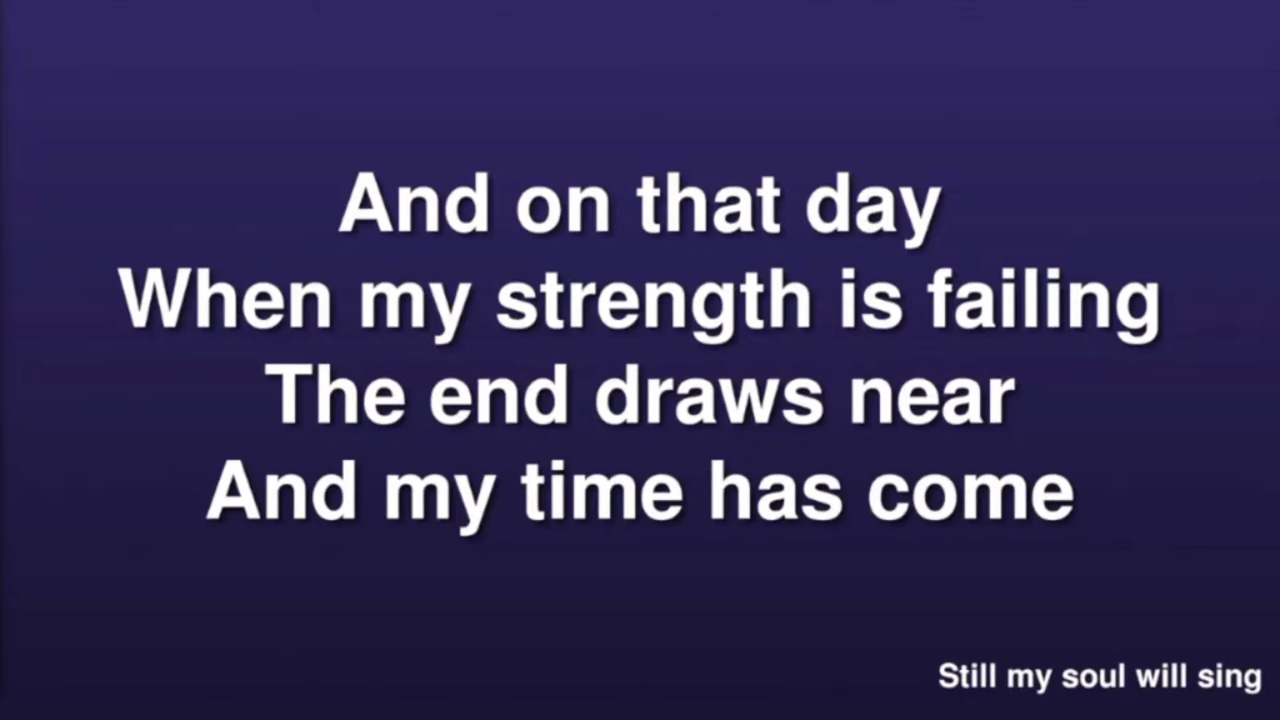 And on that day
When my strength is failing
The end draws near
And my time has come
Still my soul will sing